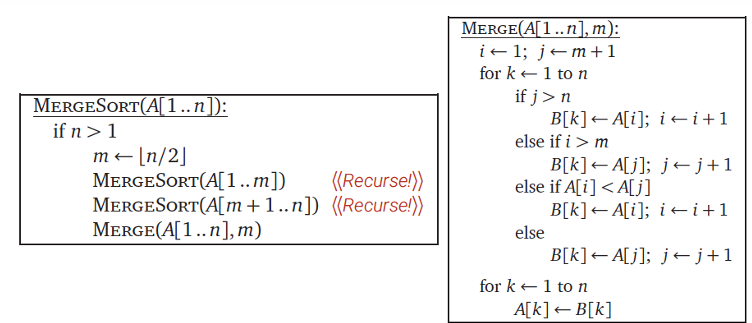 MERGESORT(A[1..n]):
if n > 1
m ← ⌊n/2⌋
MERGESORT(A[1..m]) ⟨⟨Recurse!⟩⟩
MERGESORT(A[m+1..n]) ⟨⟨Recurse!⟩⟩
MERGE(A[1..n],m)
MERGE(A[1..n],m):
i ← 1; j ← m+1
for k ← 1 to n
if j > n
B[k] ← A[i]; i ← i+1
else if i > m
B[k] ← A[j]; j ← j+1
else if A[i] < A[j]
B[k] ← A[i]; i ← i+1
else
B[k] ← A[j]; j ← j+1
for k ← 1 to n
A[k] ← B[k]